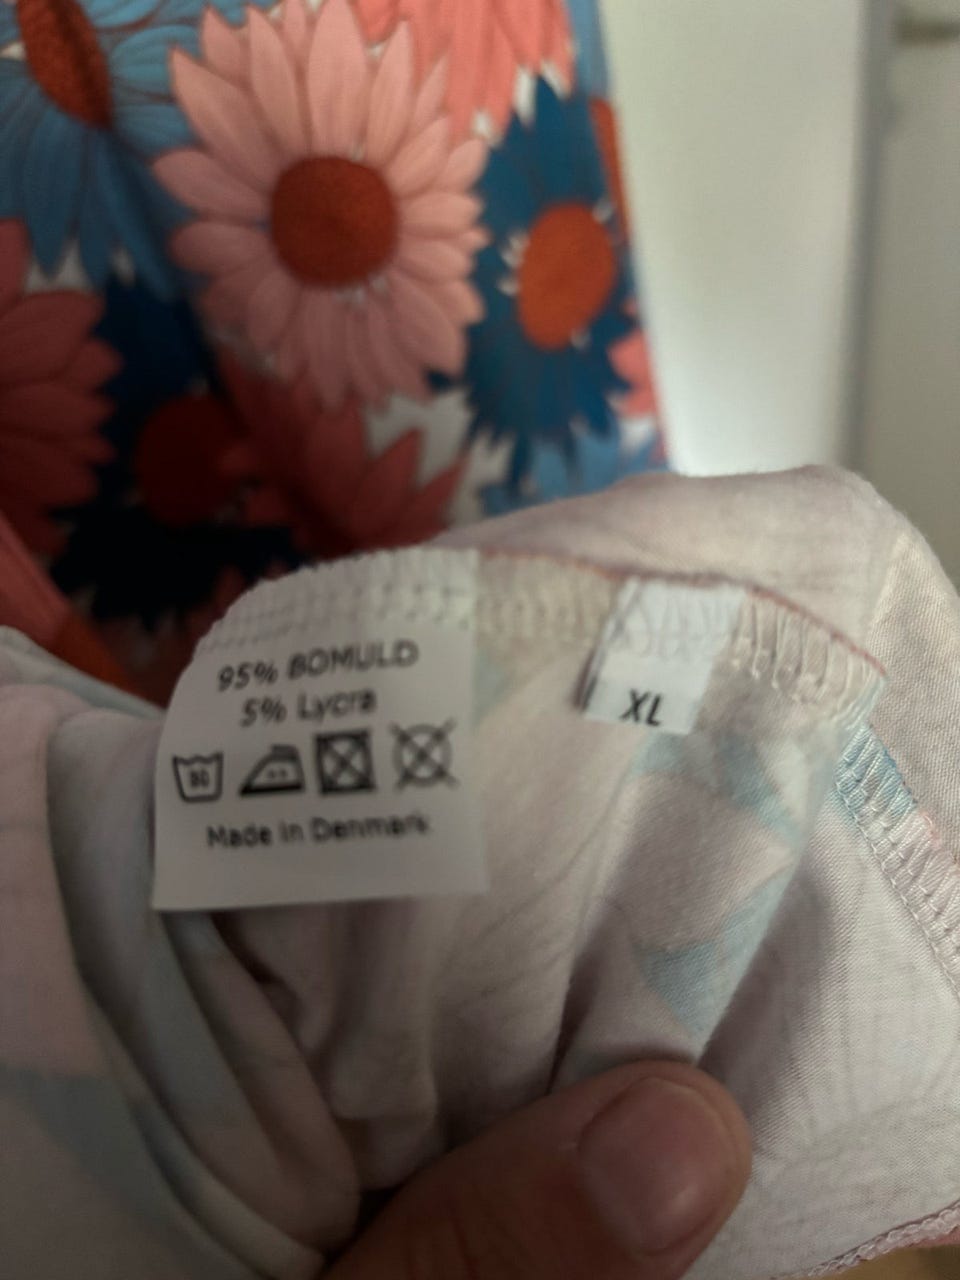 95% BOMULD
5% Lycra
Made in Denmark
XL